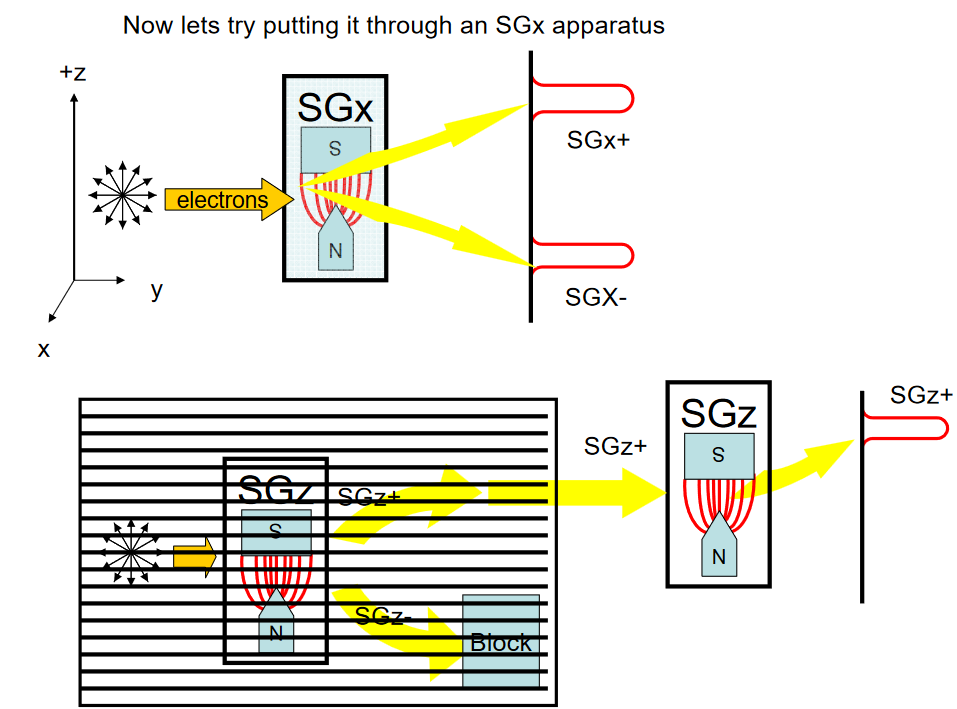 Now lets try putting it through an SGx apparatus
+z
SGx
S
electrons
N
SGx+
y
SGX-
x
SGz+
SGz
S
SGz+
N
SGz
SGz+
S
SGz-
N
Block